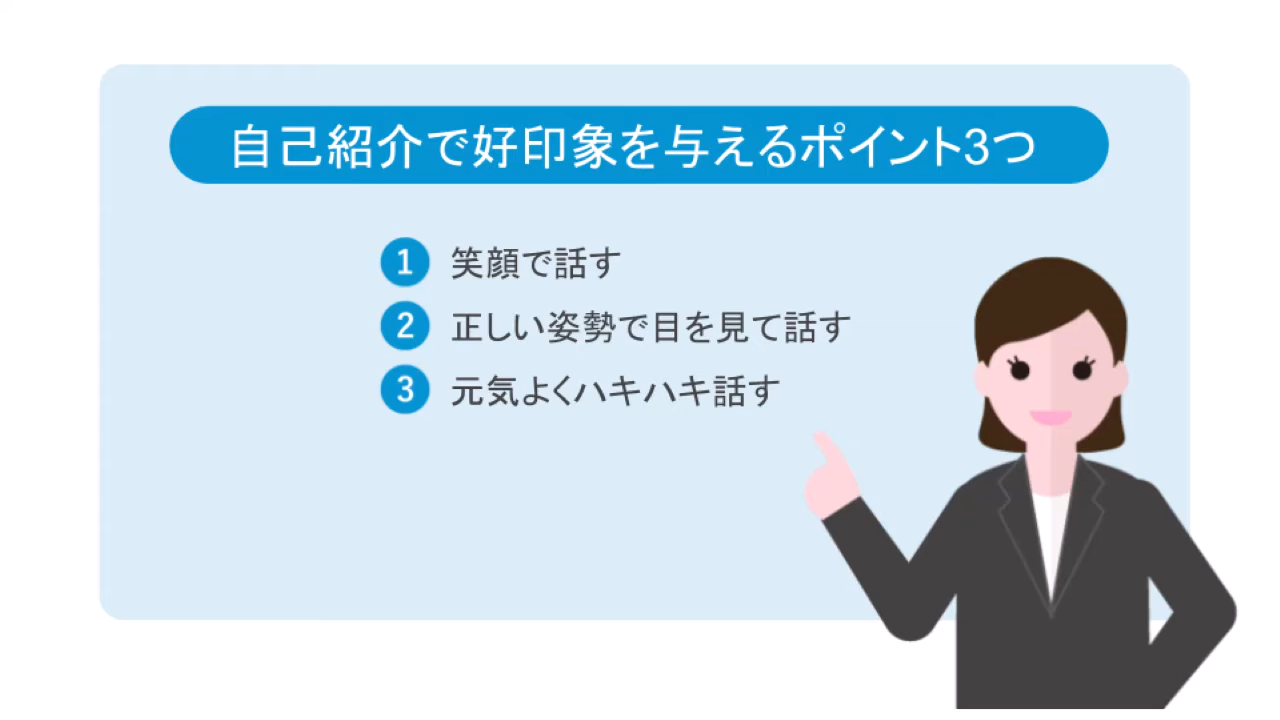 自己紹介で好印象を与えるポイント3つ
1 笑顔で話す
2 正しい姿勢で目を見て話す
3 元気よくハキハキ話す